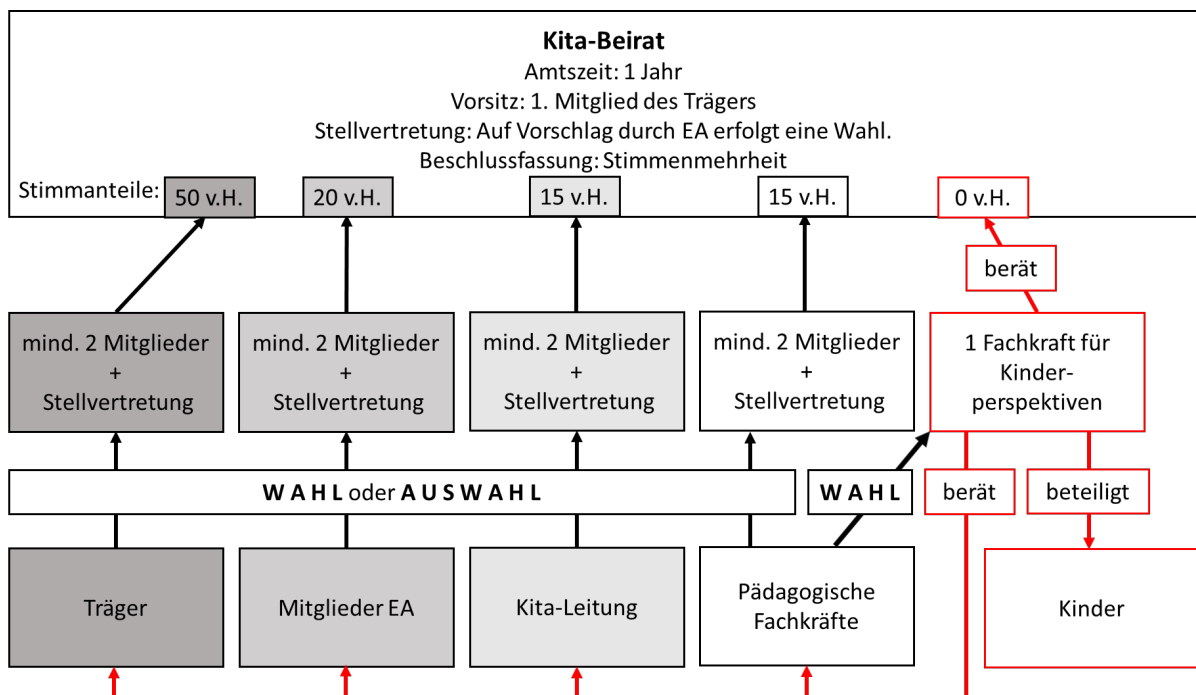 Kita-Beirat
Amtszeit: 1 Jahr
Vorsitz: 1. Mitglied des Trägers
Stellvertretung: Auf Vorschlag durch EA erfolgt eine Wahl.
Beschlussfassung: Stimmenmehrheit
Stimmanteile:
50 v.H.
20 v.H.
15 v.H.
15 v.H.
0 v.H.
berät
mind. 2 Mitglieder
+
Stellvertretung
mind. 2 Mitglieder
+
Stellvertretung
mind. 2 Mitglieder
+
Stellvertretung
mind. 2 Mitglieder
+
Stellvertretung
1 Fachkraft für
Kinder-
perspektiven
W A H L oder A U S W A H L
W A H L
berät
beteiligt
Träger
Mitglieder EA
Kita-Leitung
Pädagogische
Fachkräfte
Kinder